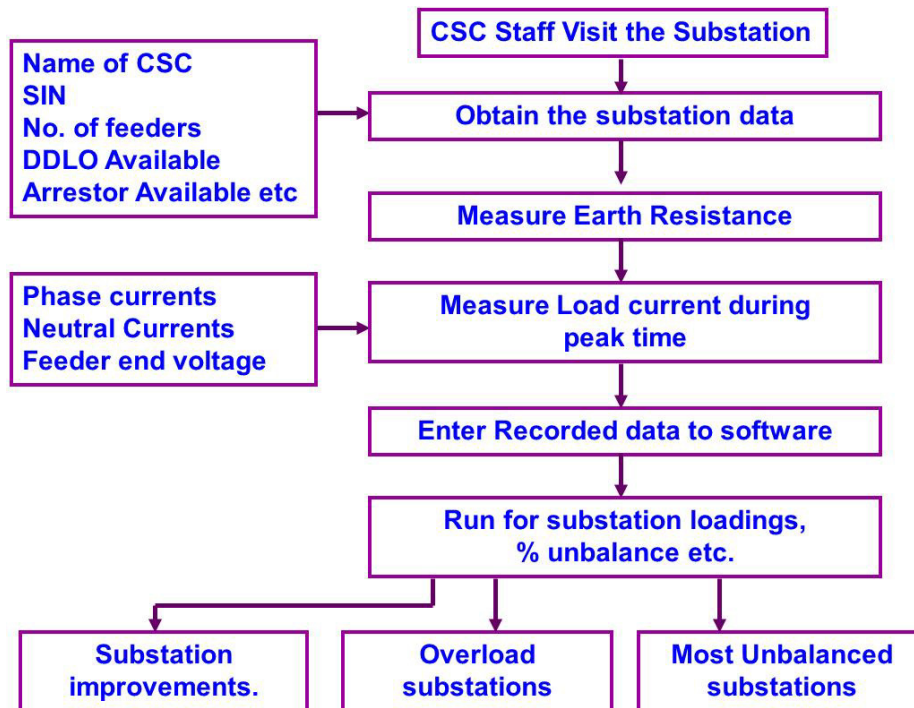 CSC Staff Visit the Substation
Name of CSC
SIN
No. of feeders
DDLO Available
Arrestor Available etc
Obtain the substation data
Measure Earth Resistance
Phase currents
Neutral Currents
Feeder end voltage
Measure Load current during
peak time
Enter Recorded data to software
Run for substation loadings,
% unbalance etc.
Substation
improvements.
Overload
substations
Most Unbalanced
substations